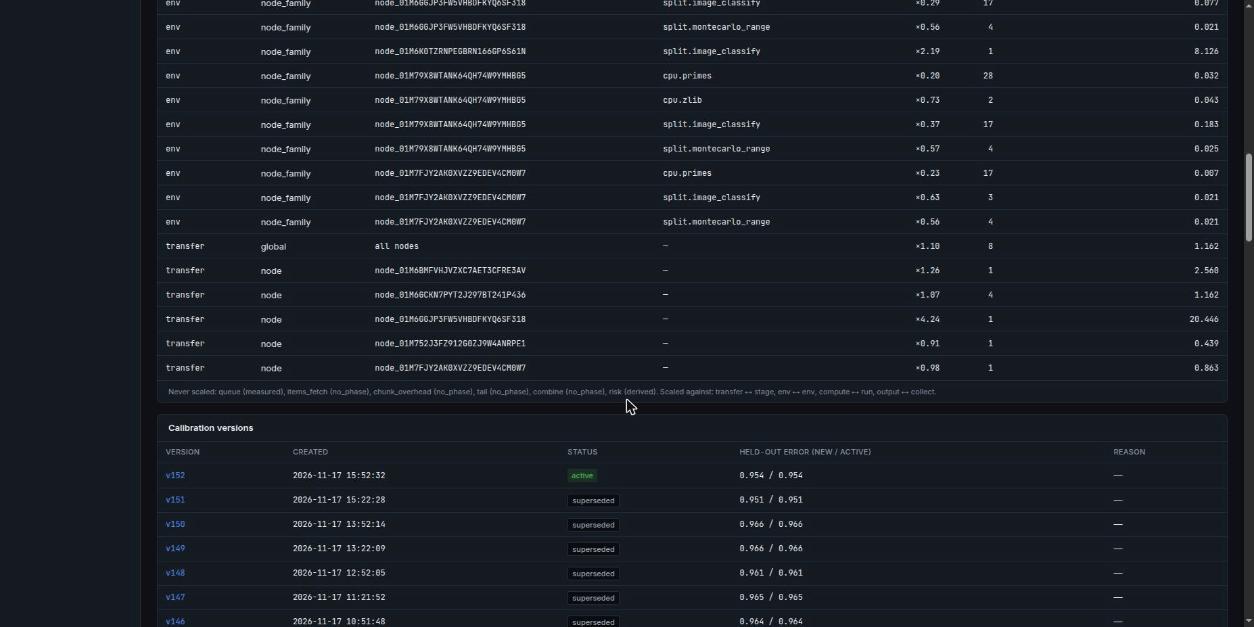 env node_family node_01M6GGJP3FW5VHBDFKYQ6SF318 split.image_classify ×0.29 17 0.077
env node_family node_01M6GGJP3FW5VHBDFKYQ6SF318 split.montecarlo_range ×0.56 4 0.021
env node_family node_01M6K0TZRNPEGBRN166GP6S61N split.image_classify ×2.19 1 8.126
env node_family node_01M79X8WTANK64QH74W9YMHBG5 cpu.primes ×0.20 28 0.032
env node_family node_01M79X8WTANK64QH74W9YMHBG5 cpu.zlib ×0.73 2 0.043
env node_family node_01M79X8WTANK64QH74W9YMHBG5 split.image_classify ×0.37 17 0.183
env node_family node_01M79X8WTANK64QH74W9YMHBG5 split.montecarlo_range ×0.57 4 0.025
env node_family node_01M7FJY2AK0XVZZ9EDEV4CM0W7 cpu.primes ×0.23 17 0.007
env node_family node_01M7FJY2AK0XVZZ9EDEV4CM0W7 split.image_classify ×0.63 3 0.021
env node_family node_01M7FJY2AK0XVZZ9EDEV4CM0W7 split.montecarlo_range ×0.56 4 0.021
transfer global all nodes — ×1.10 8 1.162
transfer node node_01M6BMFVHJVZXC7AET3CFRE3AV — ×1.26 1 2.560
transfer node node_01M6GCKN7PYT2J297BT241P436 — ×1.07 4 1.162
transfer node node_01M6GGJP3FW5VHBDFKYQ6SF318 — ×4.24 1 20.446
transfer node node_01M752J3FZ912G0ZJ9W4ANRPE1 — ×0.91 1 0.439
transfer node node_01M7FJY2AK0XVZZ9EDEV4CM0W7 — ×0.98 1 0.863
Never scaled: queue (measured), items_fetch (no_phase), chunk_overhead (no_phase), tail (no_phase), combine (no_phase), risk (derived). Scaled against: transfer ↔ stage, env ↔ env, compute ↔ run, output ↔ collect.
Calibration versions
VERSION CREATED STATUS HELD-OUT ERROR (NEW / ACTIVE) REASON
v152 2026-11-17 15:52:32 active 0.954 / 0.954 —
v151 2026-11-17 15:22:28 superseded 0.951 / 0.951 —
v150 2026-11-17 13:52:14 superseded 0.966 / 0.966 —
v149 2026-11-17 13:22:09 superseded 0.966 / 0.966 —
v148 2026-11-17 12:52:05 superseded 0.961 / 0.961 —
v147 2026-11-17 11:21:52 superseded 0.965 / 0.965 —
v146 2026-11-17 10:51:48 superseded 0.964 / 0.964 —